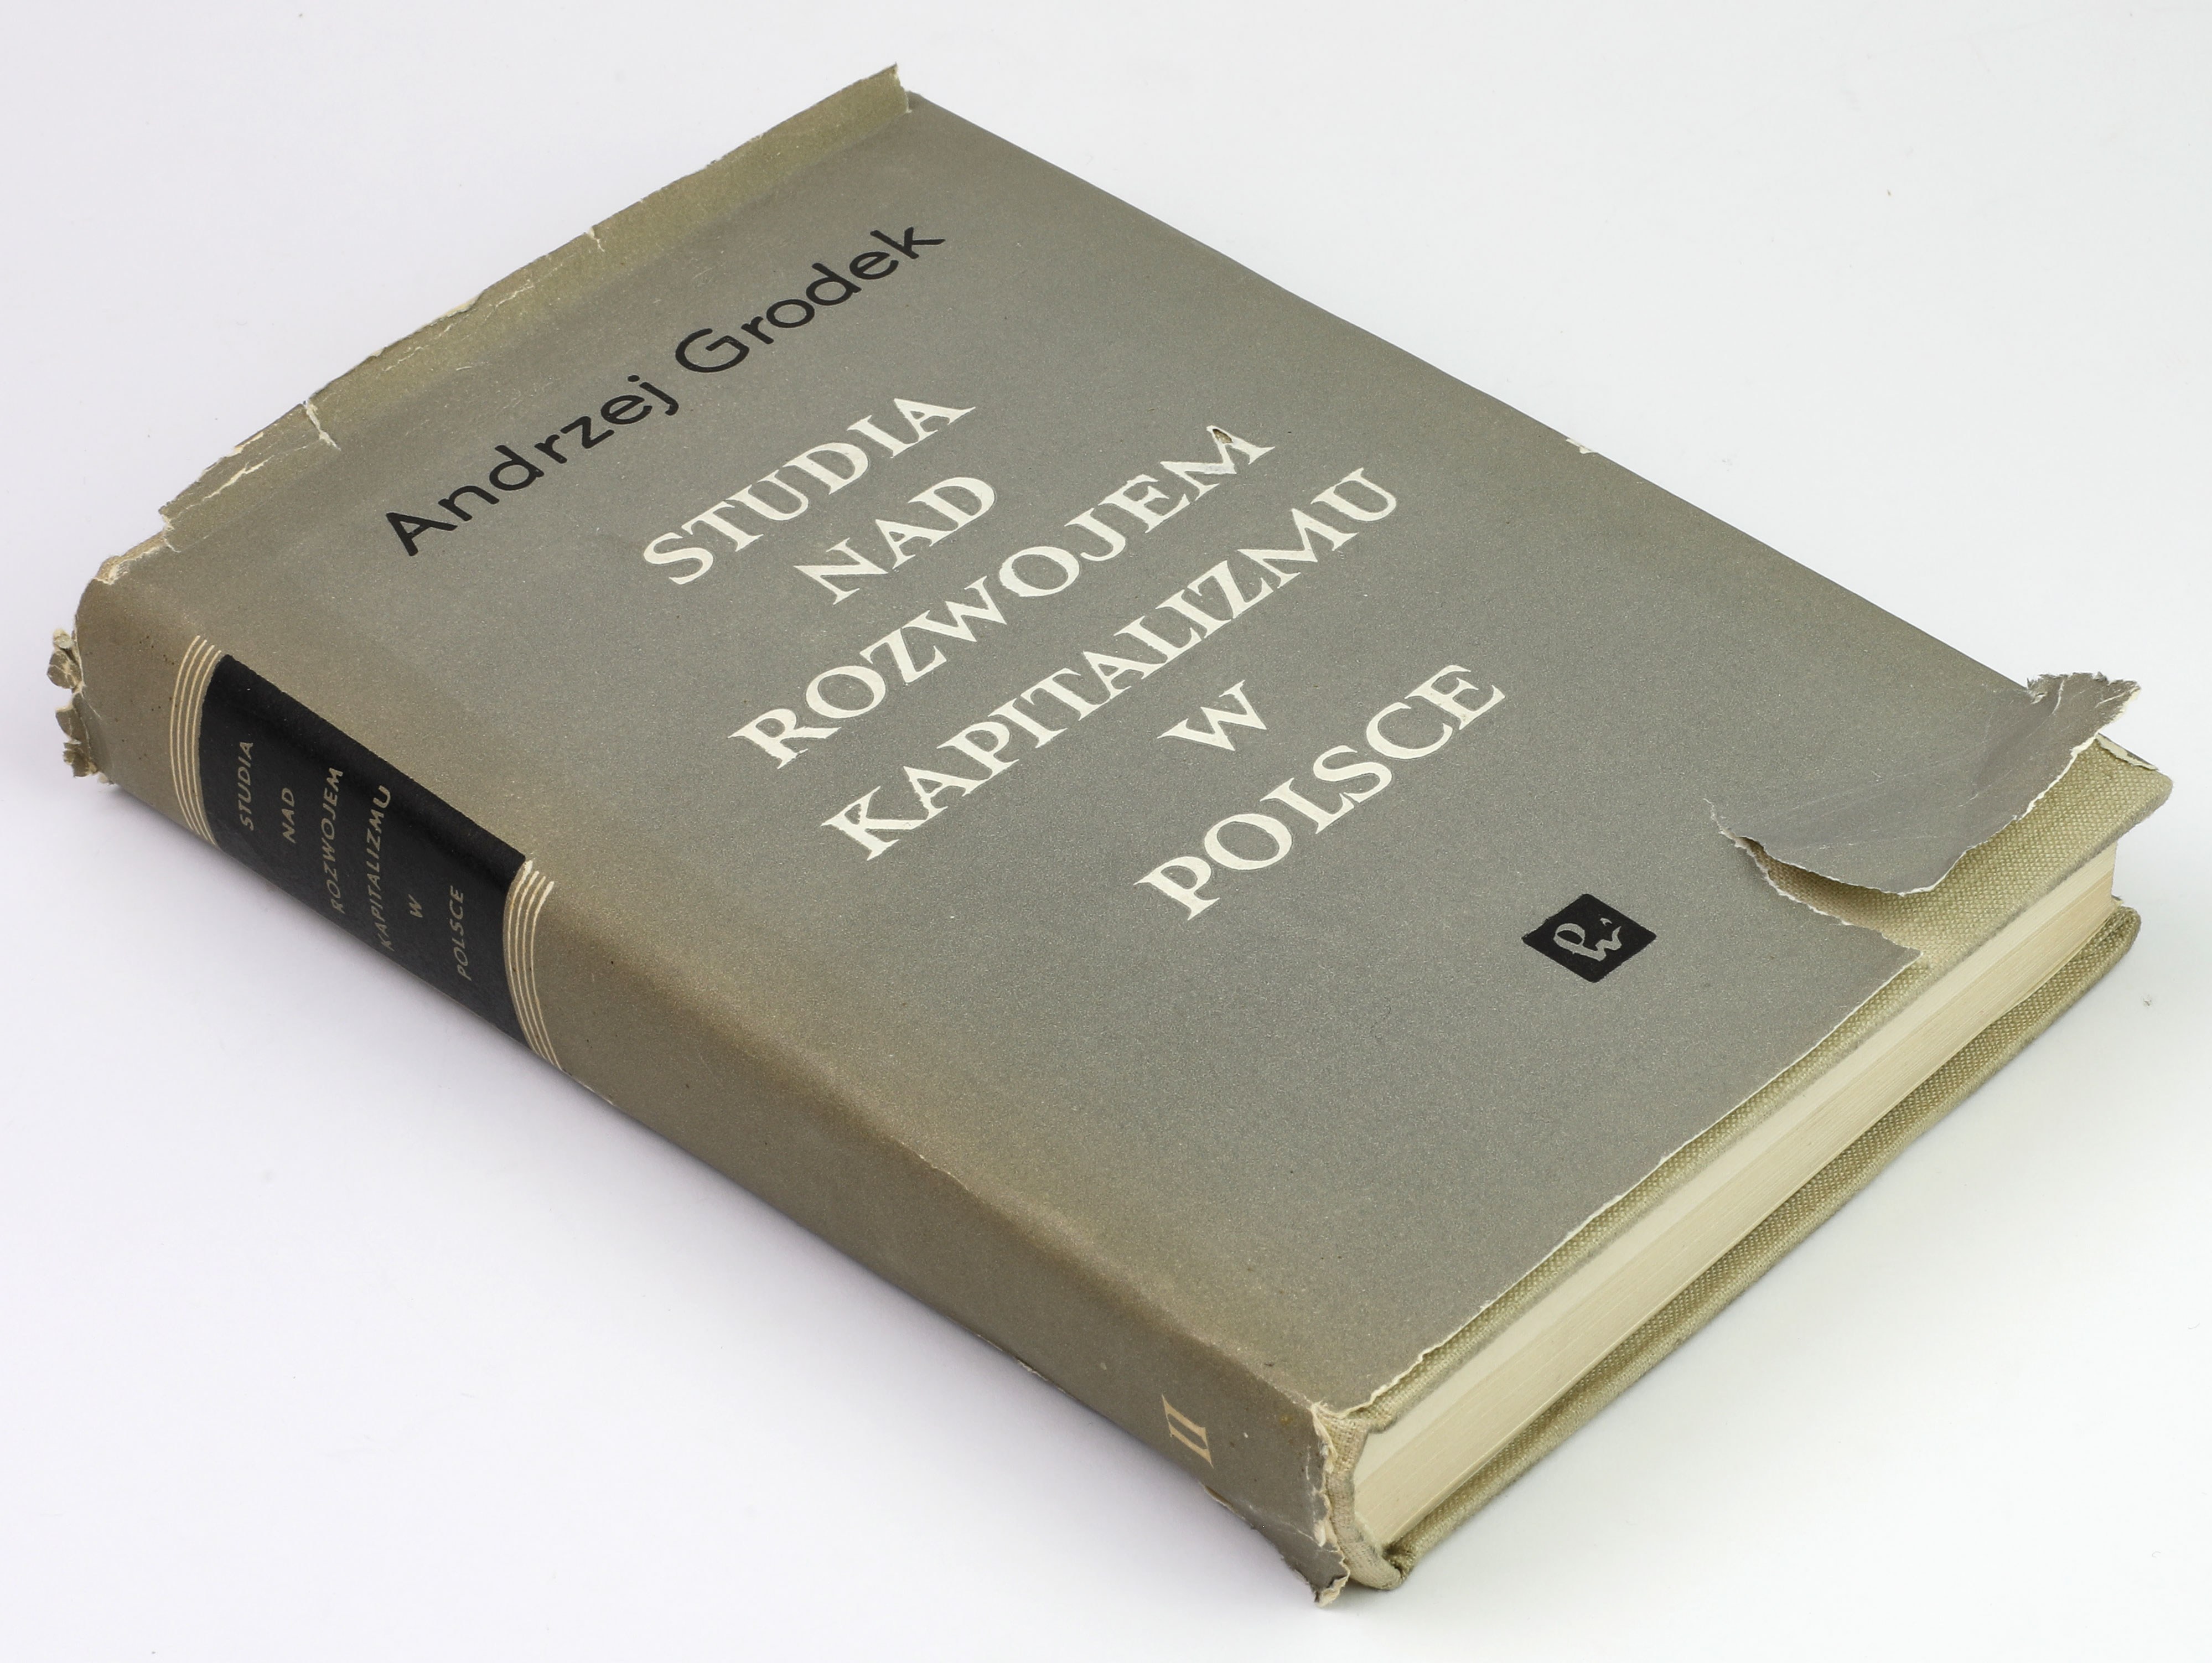 Andrzej Grodek
STUDIA
NAD
ROZWOJEM
KAPITALIZMU
W
POLSCE
STUDIA
NAD
ROZWOJEM
KAPITALIZMU
W
POLSCE
II